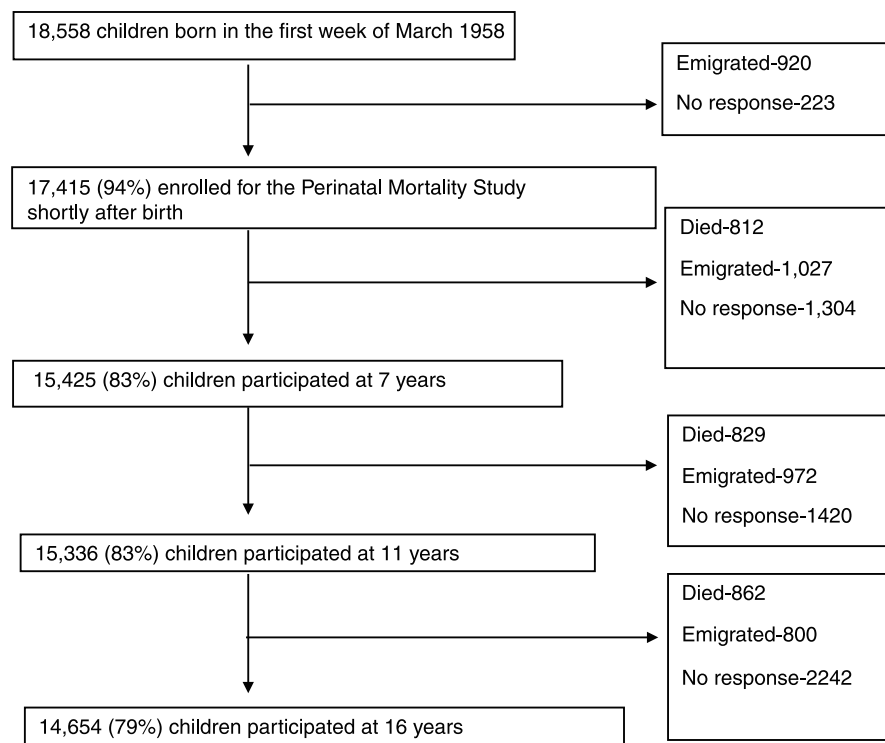 18,558 children born in the first week of March 1958
Emigrated-920
No response-223
17,415 (94%) enrolled for the Perinatal Mortality Study
shortly after birth
Died-812
Emigrated-1,027
No response-1,304
15,425 (83%) children participated at 7 years
Died-829
Emigrated-972
No response-1420
15,336 (83%) children participated at 11 years
Died-862
Emigrated-800
No response-2242
14,654 (79%) children participated at 16 years